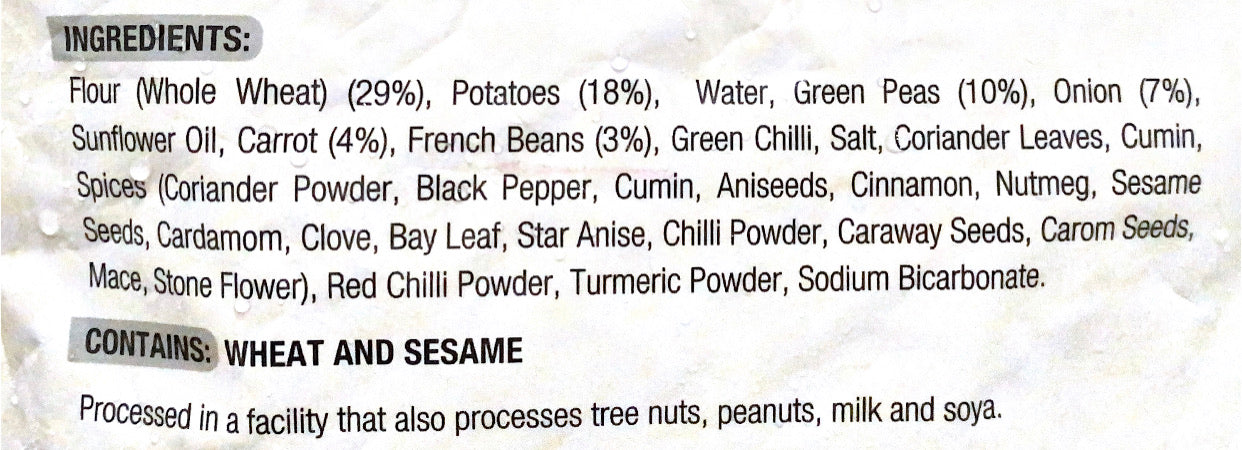 INGREDIENTS:
Flour (Whole Wheat) (29%), Potatoes (18%), Water, Green Peas (10%), Onion (7%),
Sunflower Oil, Carrot (4%), French Beans (3%), Green Chilli, Salt, Coriander Leaves, Cumin,
Spices (Coriander Powder, Black Pepper, Cumin, Aniseeds, Cinnamon, Nutmeg, Sesame
Seeds, Cardamom, Clove, Bay Leaf, Star Anise, Chilli Powder, Caraway Seeds, Carom Seeds,
Mace, Stone Flower), Red Chilli Powder, Turmeric Powder, Sodium Bicarbonate.
CONTAINS: WHEAT AND SESAME
Processed in a facility that also processes tree nuts, peanuts, milk and soya.